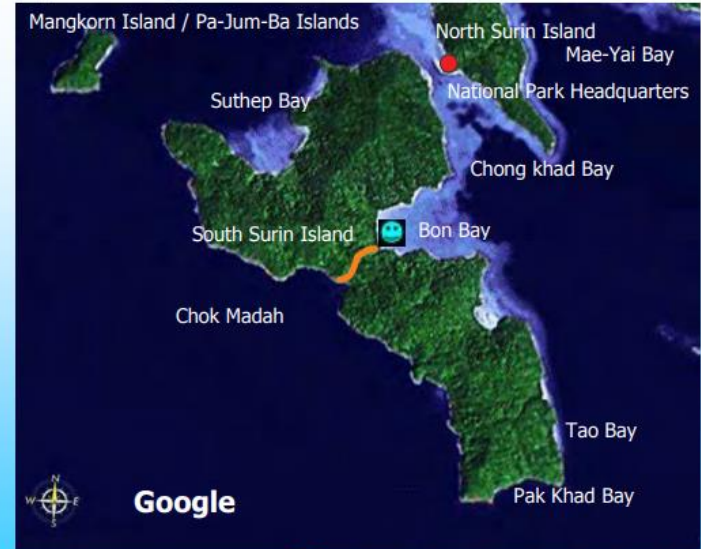 Mangkorn Island / Pa-Jum-Ba Islands
North Surin Island
Mae-Yai Bay
National Park Headquarters
Suthep Bay
Chong khad Bay
South Surin Island
Bon Bay
Chok Madah
Tao Bay
Pak Khad Bay
N
W
E
S
Google